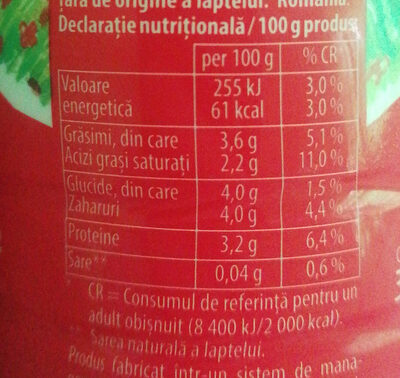 Țara de origine a laptelui: România.
Declarație nutrițională / 100 g produs
per 100 g % CR
Valoare 255 kJ 3,0 %
energetică 61 kcal 3,0 %
Grăsimi, din care 3,6 g 5,1 %
Acizi grași saturați 2,2 g 11,0 %
Glucide, din care 4,0 g 1,5 %
Zaharuri 4,0 g 4,4 %
Proteine 3,2 g 6,4 %
Sare** 0,04 g 0,6 %
CR = Consumul de referință pentru un
adult obișnuit (8 400 kJ/2 000 kcal).
** Sarea naturală a laptelui.
Produs fabricat într-un sistem de mana-